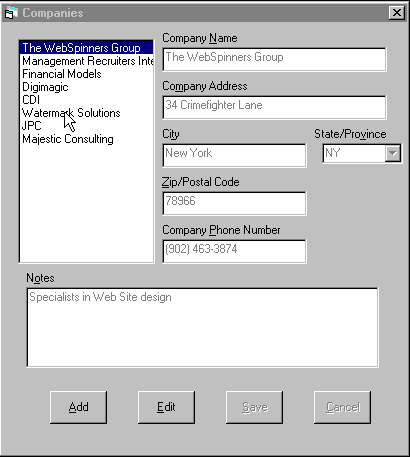 Companies
The WebSpinners Group
Management Recruiters Inte
Financial Models
Digimagic
CDI
Watermark Solutions
JPC
Majestic Consulting
Company Name
The WebSpinners Group
Company Address
34 Crimefighter Lane
City
New York
State/Province
NY
Zip/Postal Code
78966
Company Phone Number
(902) 463-3874
Notes
Specialists in Web Site design
Add
Edit
Save
Cancel